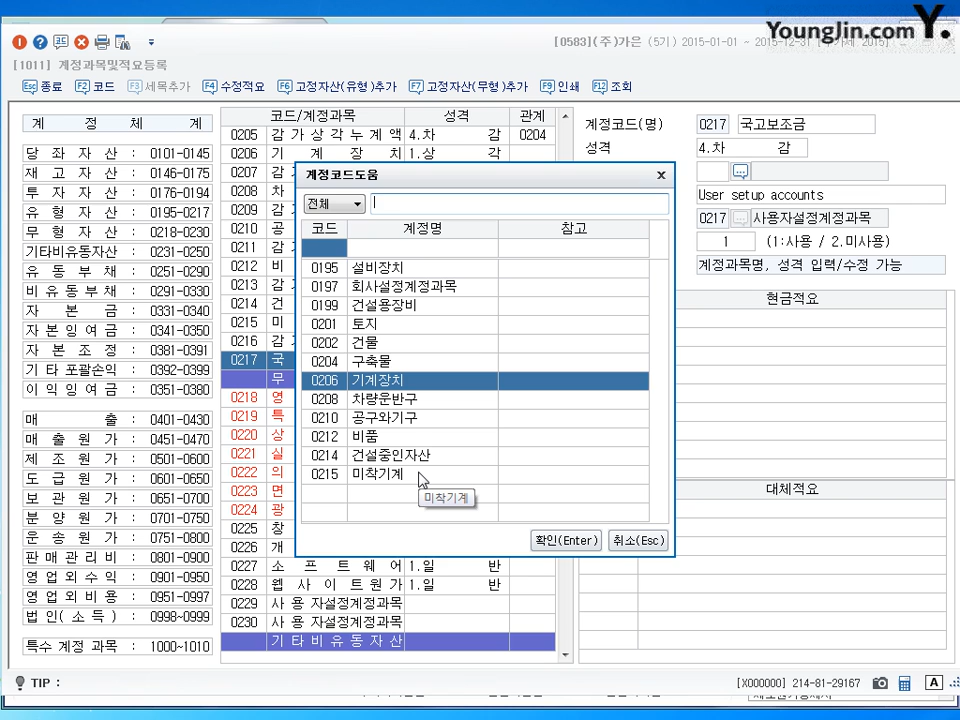 YoungJin.com Y.
[0583](주)가은 (5기) 2015-01-01 ~ 2015-12-31
[1011] 계정과목및적요등록
Esc 종료 F2 코드 F3 세목추가 F4 수정적요 F6 고정자산(유형)추가 F7 고정자산(무형)추가 F9 인쇄 F12 조회
계 정 체 계
당 좌 자 산 : 0101-0145
재 고 자 산 : 0146-0175
투 자 자 산 : 0176-0194
유 형 자 산 : 0195-0217
무 형 자 산 : 0218-0230
기타비유동자산 : 0231-0250
유 동 부 채 : 0251-0290
비 유 동 부 채 : 0291-0330
자 본 금 : 0331-0340
자 본 잉 여 금 : 0341-0350
자 본 조 정 : 0381-0391
기 타 포괄손익 : 0392-0399
이 익 잉 여 금 : 0351-0380
매 출 : 0401-0430
매 출 원 가 : 0451-0470
제 조 원 가 : 0501-0600
도 급 원 가 : 0601-0650
보 관 원 가 : 0651-0700
분 양 원 가 : 0701-0750
운 송 원 가 : 0751-0800
판 매 관 리 비 : 0801-0900
영 업 외 수 익 : 0901-0950
영 업 외 비 용 : 0951-0997
법 인( 소 득 ) : 0998-0999
특수 계정 과목 : 1000~1010
코드/계정과목 성격 관계
0205 감 가 상 각 누 계 액 4.차 감 0204
0206 기 계 장 치 1.상 각
0207 감
0208 차
0209 감
0210 공
0211 감
0212 비
0213 감
0214 건
0215 미
0216 감
0217 국
무
0218 영
0219 특
0220 상
0221 실
0222 의
0223 면
0224 광
0225 창
0226 개
0227 소 프 트 웨 어 1.일 반
0228 웹 사 이 트 원 가 1.일 반
0229 사 용 자설정계정과목
0230 사 용 자설정계정과목
기 타 비 유 동 자 산
계정코드도움 x
전체
코드 계정명 참고
0195 설비장치
0197 회사설정계정과목
0199 건설용장비
0201 토지
0202 건물
0204 구축물
0206 기계장치
0208 차량운반구
0210 공구와기구
0212 비품
0214 건설중인자산
0215 미착기계
미착기계
확인(Enter) 취소(Esc)
계정코드(명) 0217 국고보조금
성격 4.차 감
User setup accounts
0217 사용자설정계정과목
1 (1:사용 / 2.미사용)
계정과목명, 성격 입력/수정 가능
현금적요
대체적요
TIP :
[X000000] 214-81-29167 A